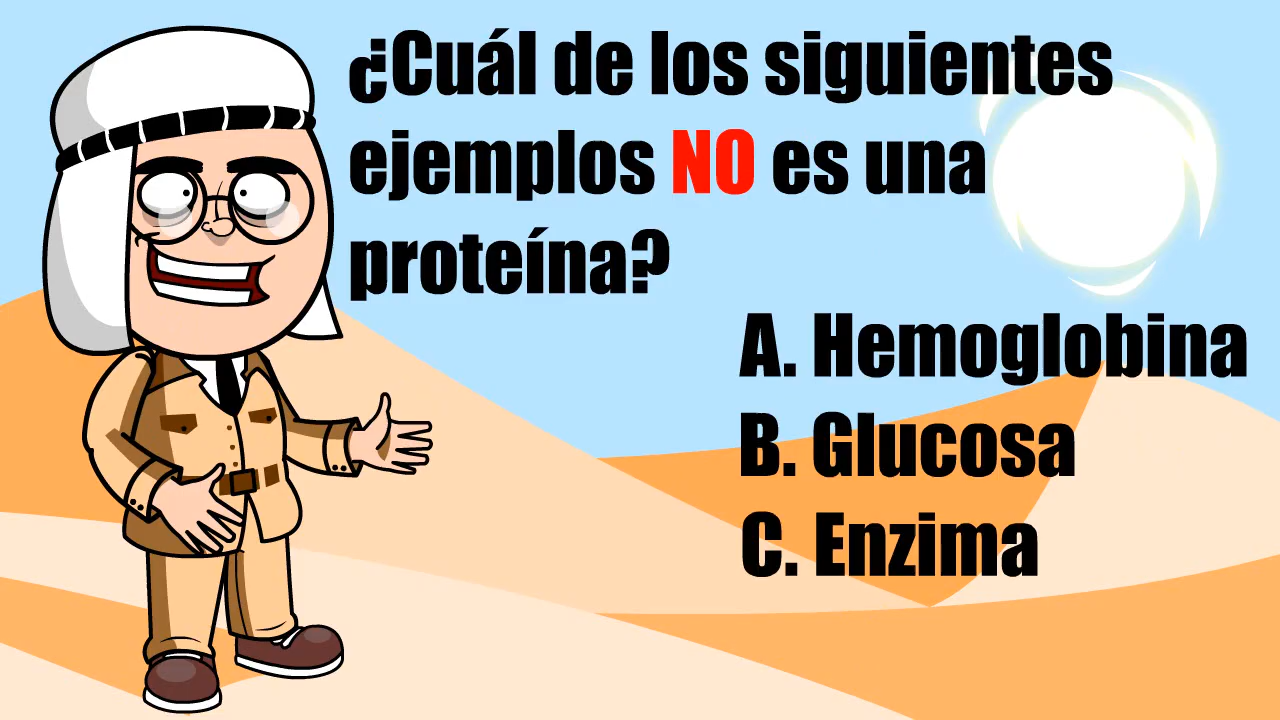 ¿Cuál de los siguientes
ejemplos NO es una
proteína?
A. Hemoglobina
B. Glucosa
C. Enzima